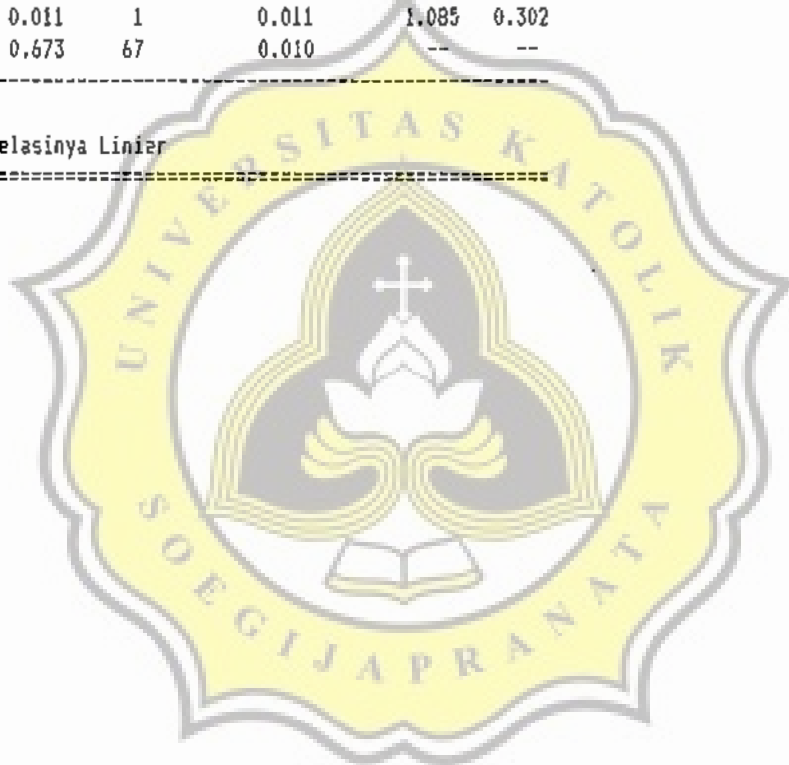 0.011 1 0.011 1.085 0.302
0.673 67 0.010 -- --
------------------------------------------------------------
elasinya Linier
============================================================
UNIVERSITAS KATOLIK
SOEGIJAPRANATA